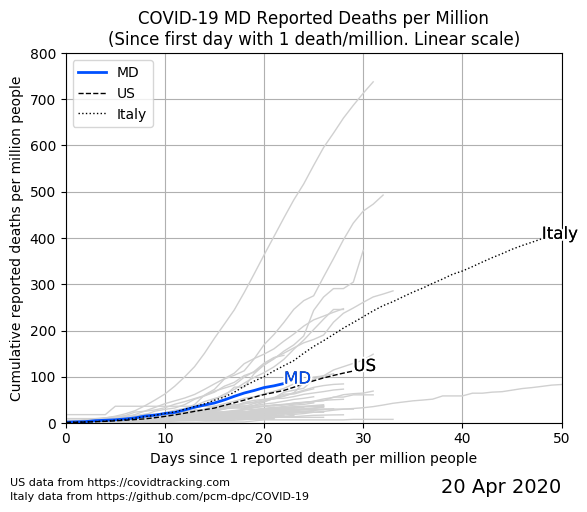 COVID-19 MD Reported Deaths per Million
(Since first day with 1 death/million. Linear scale)
800
700
600
500
400
300
200
100
0
Cumulative reported deaths per million people
MD
US
Italy
Italy
US
MD
0
10
20
30
40
50
Days since 1 reported death per million people
US data from https://covidtracking.com
Italy data from https://github.com/pcm-dpc/COVID-19
20 Apr 2020